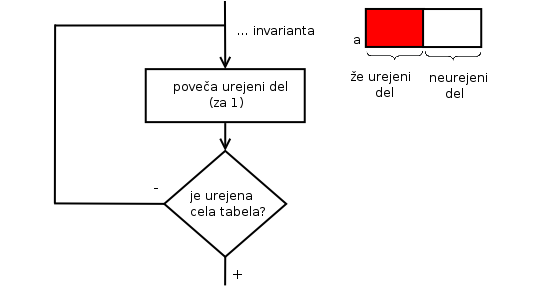 ... invarianta
poveča urejeni del
(za 1)
-
je urejena
cela tabela?
+
a
že urejeni
del
neurejeni
del